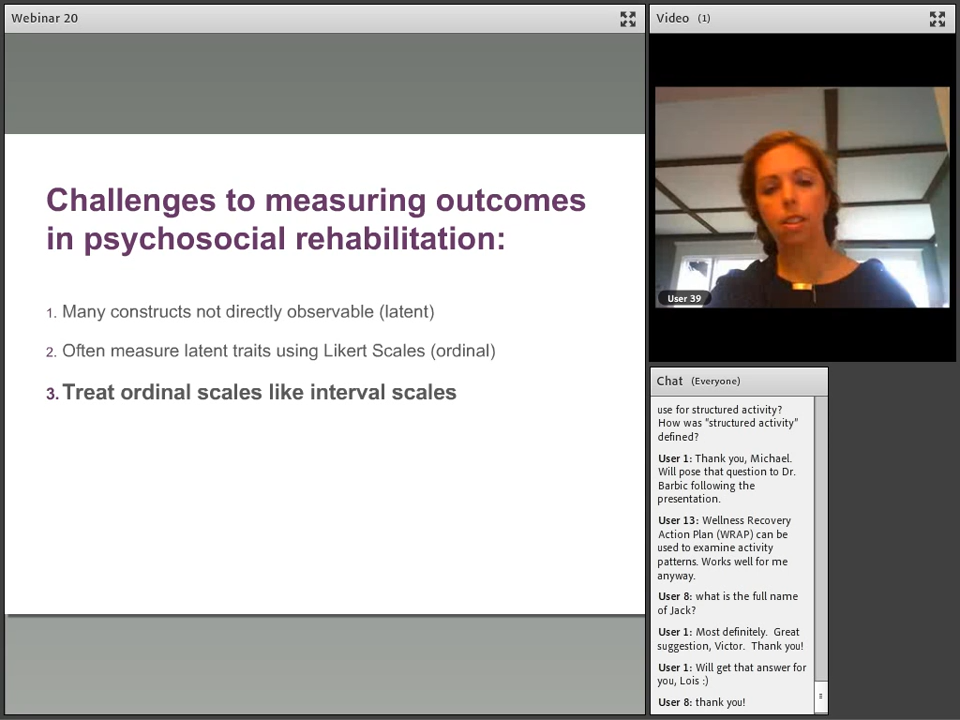 Webinar 20
Challenges to measuring outcomes
in psychosocial rehabilitation:
1. Many constructs not directly observable (latent)
2. Often measure latent traits using Likert Scales (ordinal)
3. Treat ordinal scales like interval scales
Video (1)
User 39
Chat (Everyone)
use for structured activity?
How was "structured activity"
defined?
User 1: Thank you, Michael.
Will pose that question to Dr.
Barbic following the
presentation.
User 13: Wellness Recovery
Action Plan (WRAP) can be
used to examine activity
patterns. Works well for me
anyway.
User 8: what is the full name
of Jack?
User 1: Most definitely. Great
suggestion, Victor. Thank you!
User 1: Will get that answer for
you, Lois :)
User 8: thank you!